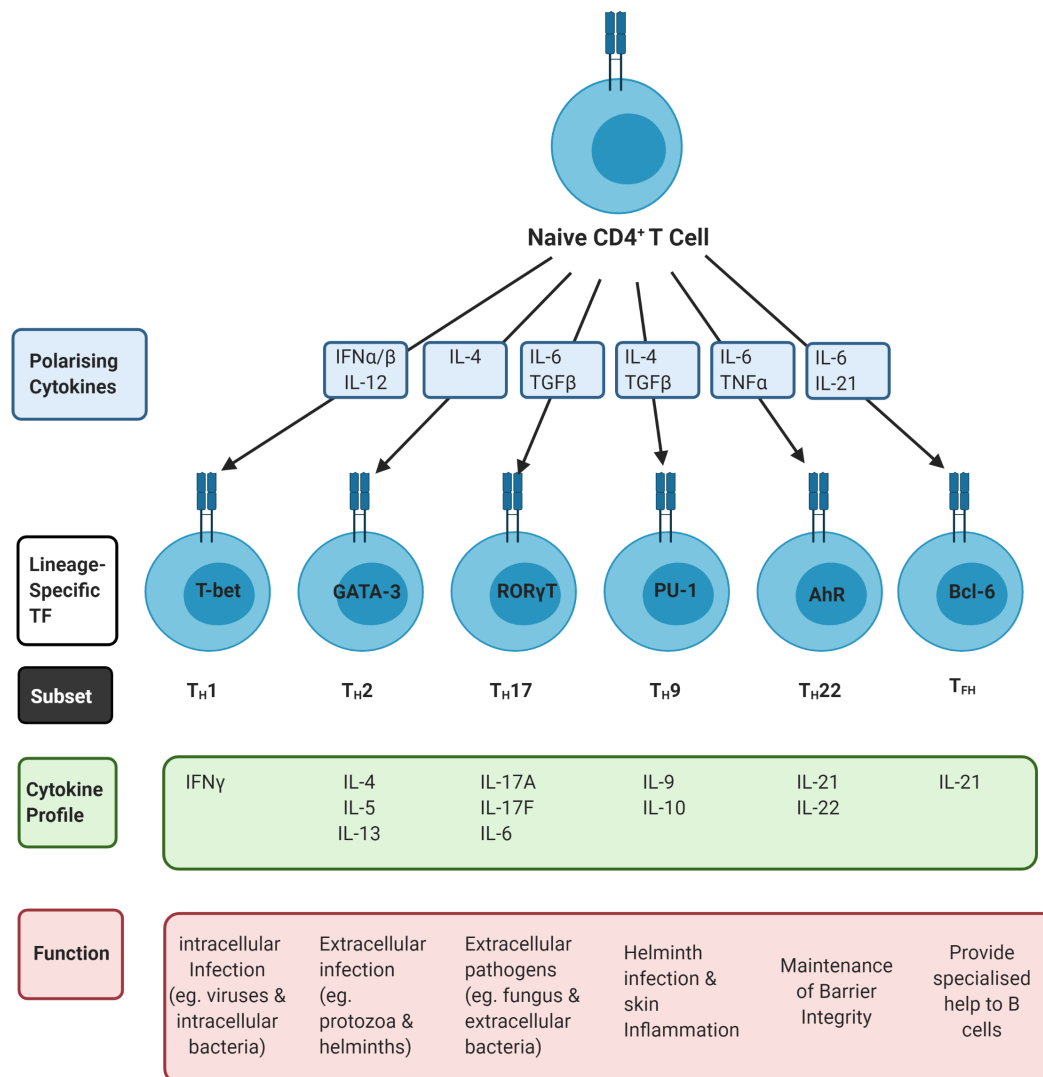 Naive CD4⁺ T Cell
Polarising
Cytokines
IFNα/β
IL-12
IL-4
IL-6
TGFβ
IL-4
TGFβ
IL-6
TNFα
IL-6
IL-21
Lineage-
Specific
TF
T-bet
GATA-3
RORγT
PU-1
AhR
Bcl-6
Subset
TH1
TH2
TH17
TH9
TH22
TFH
Cytokine
Profile
IFNγ
IL-4
IL-5
IL-13
IL-17A
IL-17F
IL-6
IL-9
IL-10
IL-21
IL-22
IL-21
Function
intracellular
Infection
(eg. viruses &
intracellular
bacteria)
Extracellular
infection
(eg.
protozoa &
helminths)
Extracellular
pathogens
(eg. fungus &
extracellular
bacteria)
Helminth
infection &
skin
Inflammation
Maintenance
of Barrier
Integrity
Provide
specialised
help to B
cells